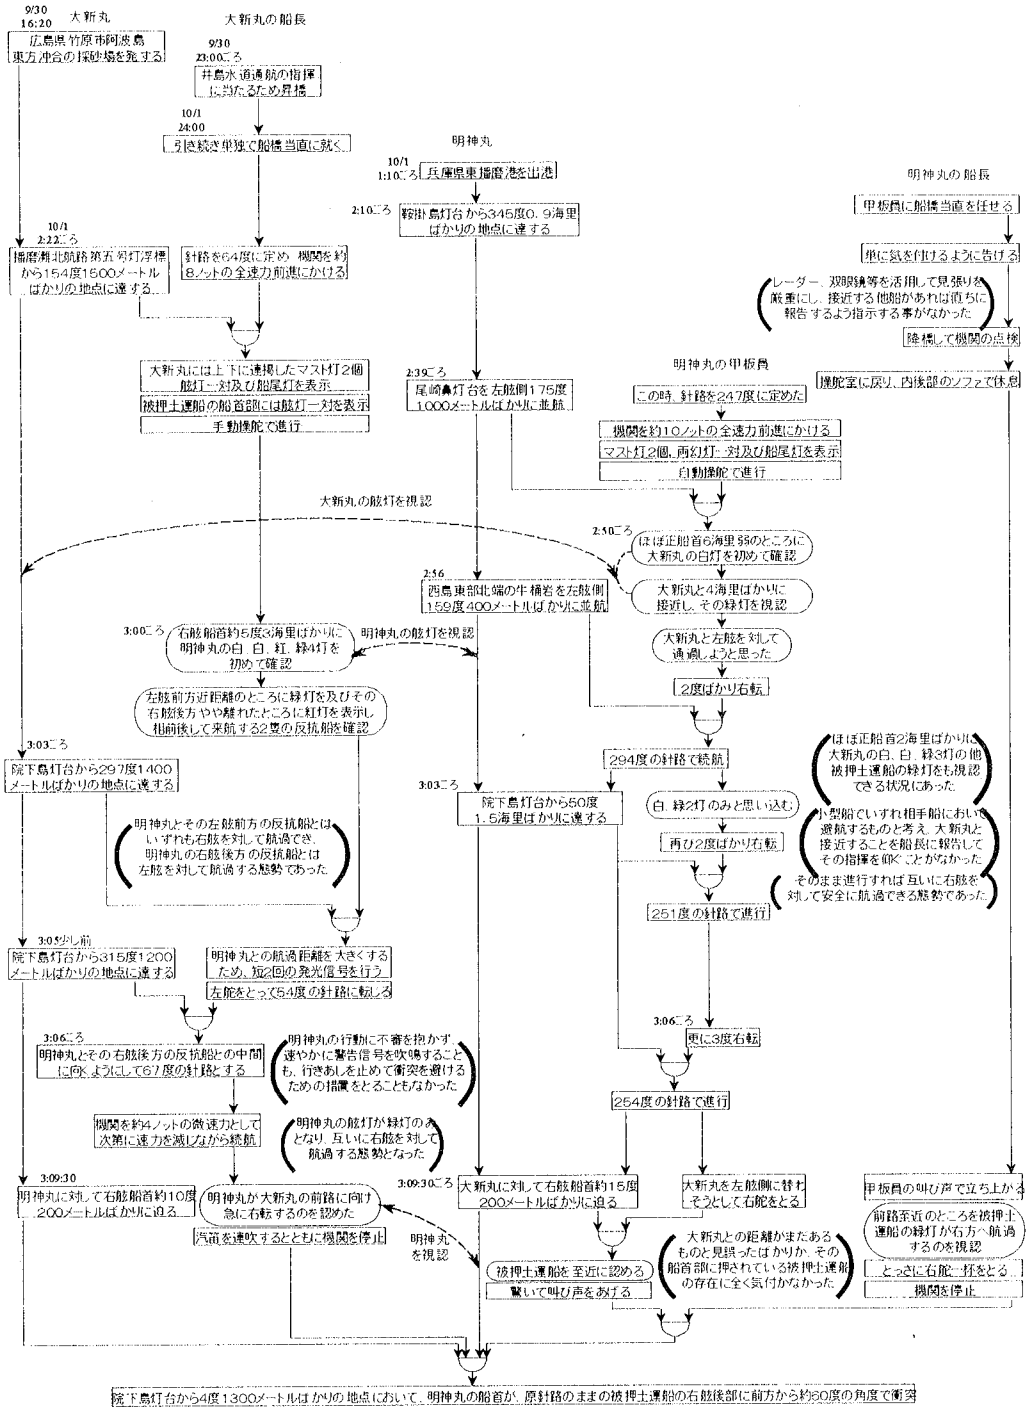 9/30
16:20
大新丸
広島県竹原市阿波島
東方沖合の採砂場を発する
大新丸の船長
9/30
23:00ごろ
井島水道通航の指揮
に当たるため昇橋
10/1
24:00
引き続き単独で船橋当直に就く
10/1
2:22ごろ
播磨灘北航路第五号灯浮標
から154度1500メートル
ばかりの地点に達する
針路を64度に定め 機関を約
8ノットの全速力前進にかける
大新丸には上下に連掲したマスト灯2個
舷灯一対及び船尾灯を表示
被押土運船の船首部には舷灯一対を表示
手動操舵で進行
明神丸
10/1
1:10ごろ
兵庫県東播磨港を出港
2:10ごろ
鞍掛島灯台から345度0.9海里
ばかりの地点に達する
2:39ごろ
尾崎鼻灯台を左舷側175度
1000メートルばかりに並航
明神丸の船長
甲板員に船橋当直を任せる
単に気を付けるように告げる
レーダー、双眼鏡等を活用して見張りを
厳重にし、接近する他船があれば直ちに
報告するよう指示する事がなかった
降橋して機関の点検
操舵室に戻り、内後部のソファで休息
明神丸の甲板員
この時、針路を247度に定めた
機関を約10ノットの全速力前進にかける
マスト灯2個、両幻灯一対及び船尾灯を表示
自動操舵で進行
大新丸の舷灯を視認
2:50ごろ
ほぼ正船首6海里弱のところに
大新丸の白灯を初めて確認
2:56
西島東部北端の牛桶岩を左舷側
159度400メートルばかりに並航
大新丸と4海里ばかりに
接近し、その緑灯を視認
大新丸と左舷を対して
通過しようと思った
2度ばかり右転
3:00ごろ
右舷船首約5度3海里ばかりに
明神丸の白、白、紅、緑4灯を
初めて確認
明神丸の舷灯を視認
左舷前方近距離のところに緑灯を及びその
右舷後方やや離れたところに紅灯を表示し
相前後して来航する2隻の反抗船を確認
3:03ごろ
院下島灯台から297度1400
メートルばかりの地点に達する
294度の針路で続航
3:03ごろ
院下島灯台から50度
1.5海里ばかりに達する
白、緑2灯のみと思い込む
再び2度ばかり右転
ほぼ正船首2海里ばかりに
大新丸の白、白、緑3灯の他
被押土運船の緑灯をも視認
できる状況にあった
小型船でいずれ相手船において
避航するものと考え、大新丸と
接近することを船長に報告して
その指揮を仰ぐことがなかった
そのまま進行すれば互いに右舷を
対して安全に航過できる態勢であった
明神丸とその左舷前方の反抗船とは
いずれも右舷を対して航過でき、
明神丸の右舷後方の反抗船とは
左舷を対して航過する態勢であった
251度の針路で進行
3:05少し前
院下島灯台から315度1200
メートルばかりの地点に達する
明神丸との航過距離を大きくする
ため、短2回の発光信号を行う
左舵をとって54度の針路に転じる
3:06ごろ
明神丸とその右舷後方の反抗船との中間
に向くようにして67度の針路とする
明神丸の行動に不審を抱かず、
速やかに警告信号を吹鳴すること
も、行きあしを止めて衝突を避ける
ための措置をとることもなかった
3:06ごろ
更に3度右転
254度の針路で進行
機関を約4ノットの微速力として
次第に速力を減じながら続航
明神丸の舷灯が緑灯のみ
となり、互いに右舷を対して
航過する態勢となった
3:09:30
明神丸に対して右舷船首約10度
200メートルばかりに迫る
明神丸が大新丸の前路に向け
急に右転するのを認めた
汽笛を連吹するとともに機関を停止
明神丸
を視認
3:09:30ごろ
大新丸に対して右舷船首約15度
200メートルばかりに迫る
大新丸を左舷側に替わ
そうとして右舵をとる
被押土運船を至近に認める
驚いて叫び声をあげる
大新丸との距離がまだある
ものと見誤ったばかりか、その
船首部に押されている被押土運船
の存在に全く気付かなかった
甲板員の叫び声で立ち上がる
前路至近のところを被押土
運船の緑灯が右方へ航過
するのを視認
とっさに右舵一杯をとる
機関を停止
院下島灯台から4度1300メートルばかりの地点において、明神丸の船首が、原針路のままの被押土運船の右舷後部に前方から約60度の角度で衝突